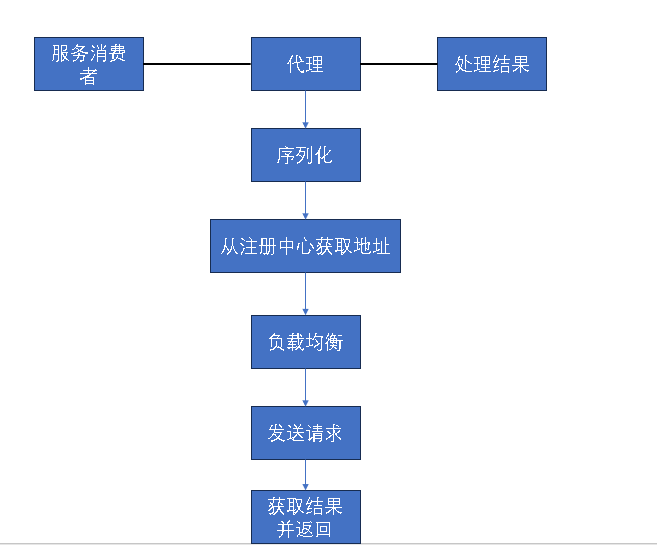 服务消费
者
代理
处理结果
序列化
从注册中心获取地址
负载均衡
发送请求
获取结果
并返回